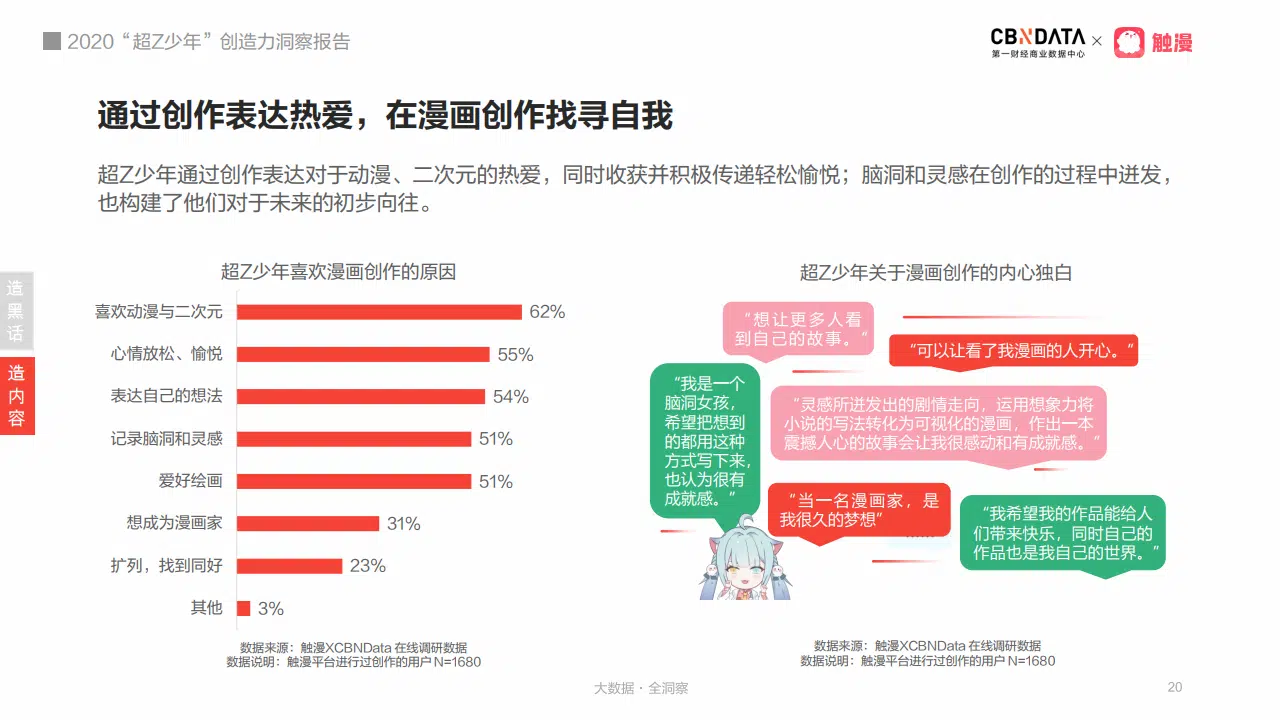 2020“超Z少年”创造力洞察报告
CBNDATA
第一财经商业数据中心
×
触漫
通过创作表达热爱，在漫画创作找寻自我
超Z少年通过创作表达对于动漫、二次元的热爱，同时收获并积极传递轻松愉悦；脑洞和灵感在创作的过程中迸发，
也构建了他们对于未来的初步向往。
造黑话
造内容
超Z少年喜欢漫画创作的原因
喜欢动漫与二次元 62%
心情放松、愉悦 55%
表达自己的想法 54%
记录脑洞和灵感 51%
爱好绘画 51%
想成为漫画家 31%
扩列，找到同好 23%
其他 3%
数据来源：触漫XCBNData 在线调研数据
数据说明：触漫平台进行过创作的用户 N=1680
超Z少年关于漫画创作的内心独白
“想让更多人看
到自己的故事。“
“可以让看了我漫画的人开心。”
“我是一个
脑洞女孩，
希望把想到
的都用这种
方式写下来，
也认为很有
成就感。”
“灵感所迸发出的剧情走向，运用想象力将
小说的写法转化为可视化的漫画，作出一本
震撼人心的故事会让我很感动和有成就感。“
“当一名漫画家，是
我很久的梦想”
“我希望我的作品能给人
们带来快乐，同时自己的
作品也是我自己的世界。”
数据来源：触漫XCBNData 在线调研数据
数据说明：触漫平台进行过创作的用户 N=1680
大数据·全洞察
20